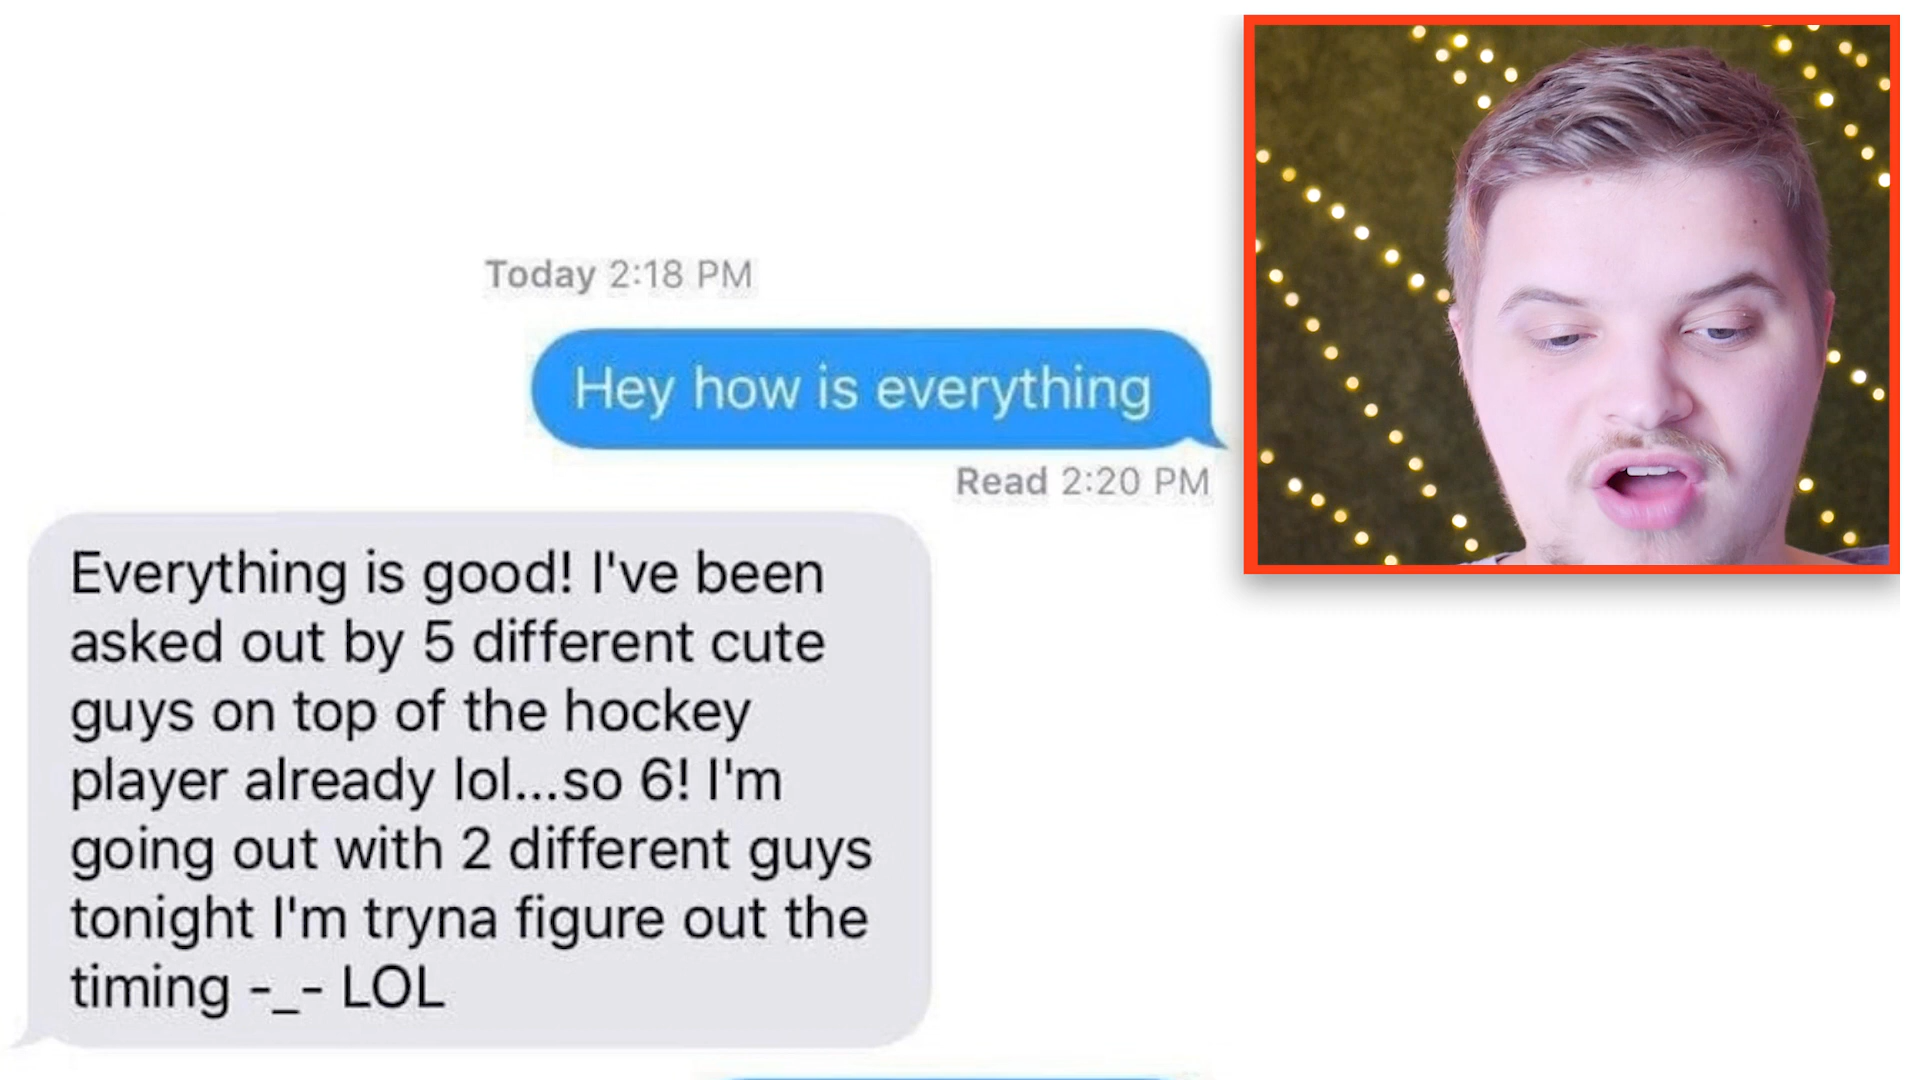 Today 2:18 PM
Hey how is everything
Read 2:20 PM
Everything is good! I've been
asked out by 5 different cute
guys on top of the hockey
player already lol...so 6! I'm
going out with 2 different guys
tonight I'm tryna figure out the
timing -_- LOL